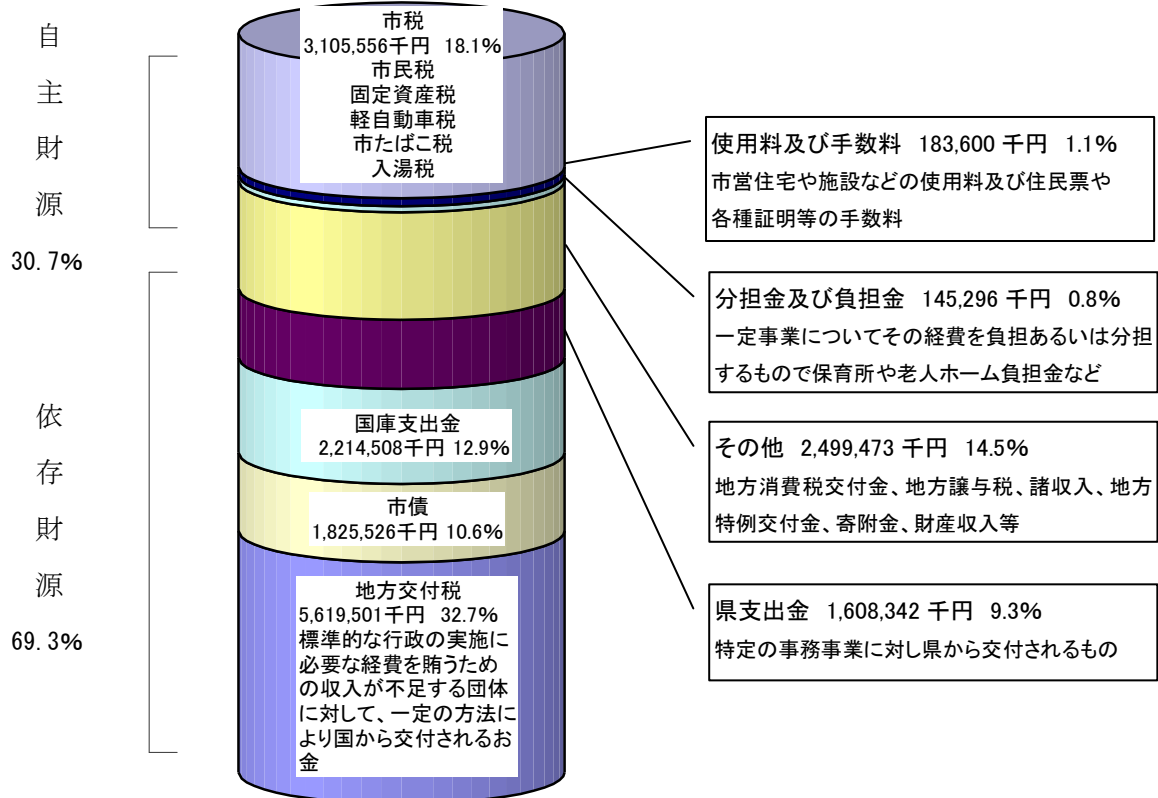 自主財源
30.7%
依存財源
69.3%
市税
3,105,556千円 18.1%
市民税
固定資産税
軽自動車税
市たばこ税
入湯税
国庫支出金
2,214,508千円 12.9%
市債
1,825,526千円 10.6%
地方交付税
5,619,501千円 32.7%
標準的な行政の実施に
必要な経費を賄うため
の収入が不足する団体
に対して、一定の方法に
より国から交付されるお
金
使用料及び手数料 183,600 千円 1.1%
市営住宅や施設などの使用料及び住民票や
各種証明等の手数料
分担金及び負担金 145,296 千円 0.8%
一定事業についてその経費を負担あるいは分担
するもので保育所や老人ホーム負担金など
その他 2,499,473 千円 14.5%
地方消費税交付金、地方譲与税、諸収入、地方
特例交付金、寄附金、財産収入等
県支出金 1,608,342 千円 9.3%
特定の事務事業に対し県から交付されるもの